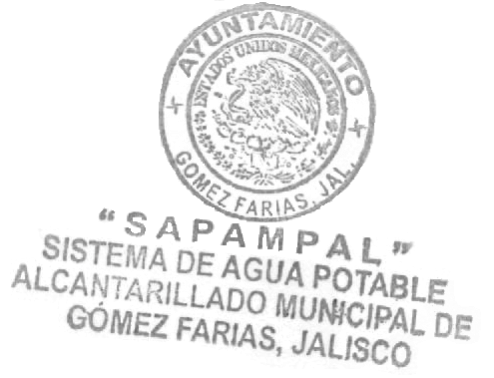 AYUNTAMIENTO
ESTADOS UNIDOS MEXICANOS
GOMEZ FARIAS, JAL.
“SAPAMPAL”
SISTEMA DE AGUA POTABLE
ALCANTARILLADO MUNICIPAL DE
GÓMEZ FARIAS, JALISCO